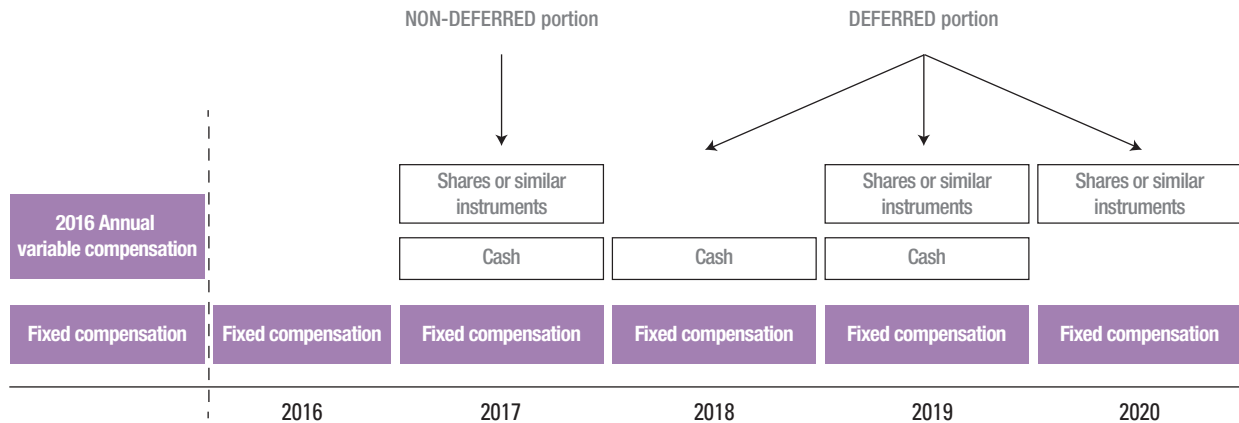 NON-DEFERRED portion
DEFERRED portion
Shares or similar
instruments
Shares or similar
instruments
Shares or similar
instruments
2016 Annual
variable compensation
Cash
Cash
Cash
Fixed compensation
Fixed compensation
Fixed compensation
Fixed compensation
Fixed compensation
Fixed compensation
2016
2017
2018
2019
2020